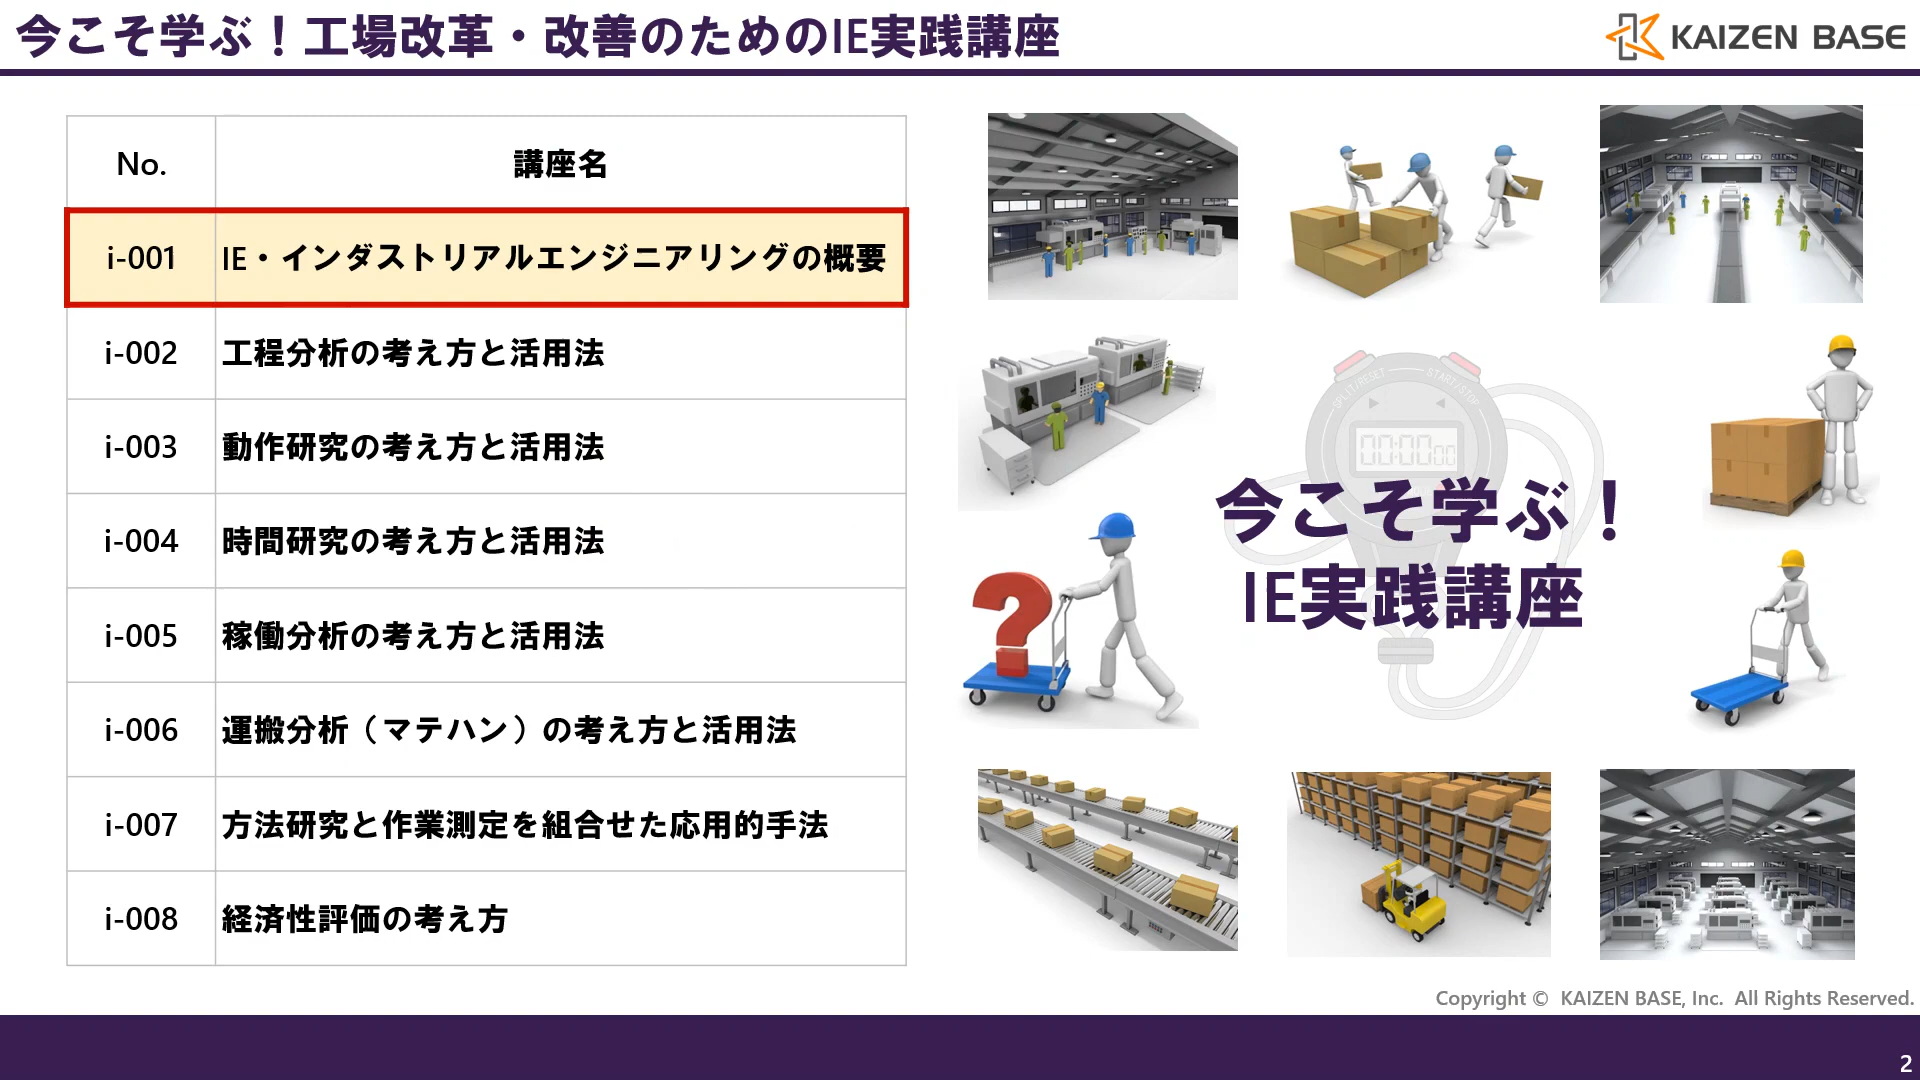 今こそ学ぶ！工場改革・改善のためのIE実践講座
KAIZEN BASE
No. 講座名
i-001 IE・インダストリアルエンジニアリングの概要
i-002 工程分析の考え方と活用法
i-003 動作研究の考え方と活用法
i-004 時間研究の考え方と活用法
i-005 稼働分析の考え方と活用法
i-006 運搬分析（マテハン）の考え方と活用法
i-007 方法研究と作業測定を組合せた応用的手法
i-008 経済性評価の考え方
SPLIT/RESET START/STOP
00:00 00
今こそ学ぶ！
IE実践講座
?
Copyright © KAIZEN BASE, Inc. All Rights Reserved.
2